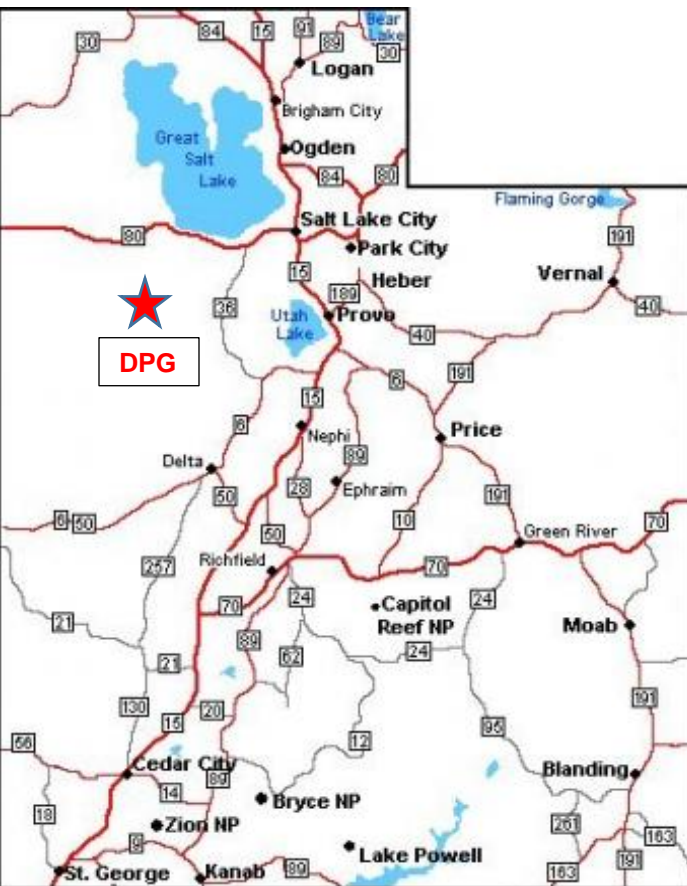 84
15
91
89
Bear
Lake
30
30
Logan
Brigham City
Great
Salt
Lake
Ogden
84
80
Flaming Gorge
Salt Lake City
80
Park City
191
15
Heber
Vernal
36
189
Utah
Lake
Provo
40
40
DPG
6
191
15
6
Nephi
Price
Delta
89
50
28
Ephraim
191
6
50
10
50
Green River
70
257
Richfield
70
70
24
24
Capitol
Reef NP
Moab
21
89
62
24
21
191
130
20
15
95
12
56
Cedar City
89
Blanding
14
Bryce NP
18
Zion NP
261
163
9
Lake Powell
St. George
Kanab
89
163
191